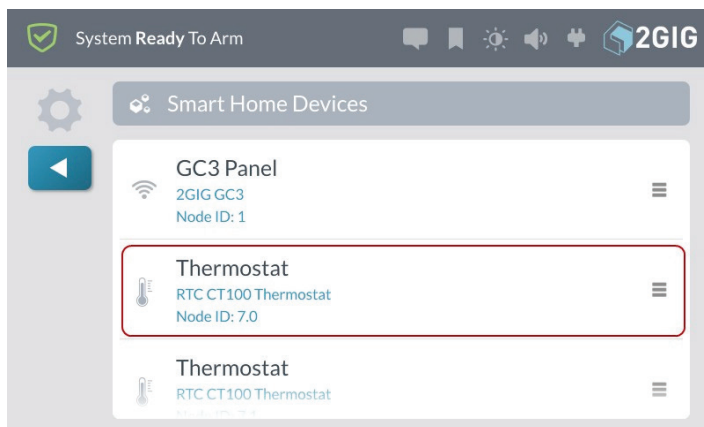 System Ready To Arm
2GIG
Smart Home Devices
GC3 Panel
2GIG GC3
Node ID: 1
Thermostat
RTC CT100 Thermostat
Node ID: 7.0
Thermostat
RTC CT100 Thermostat